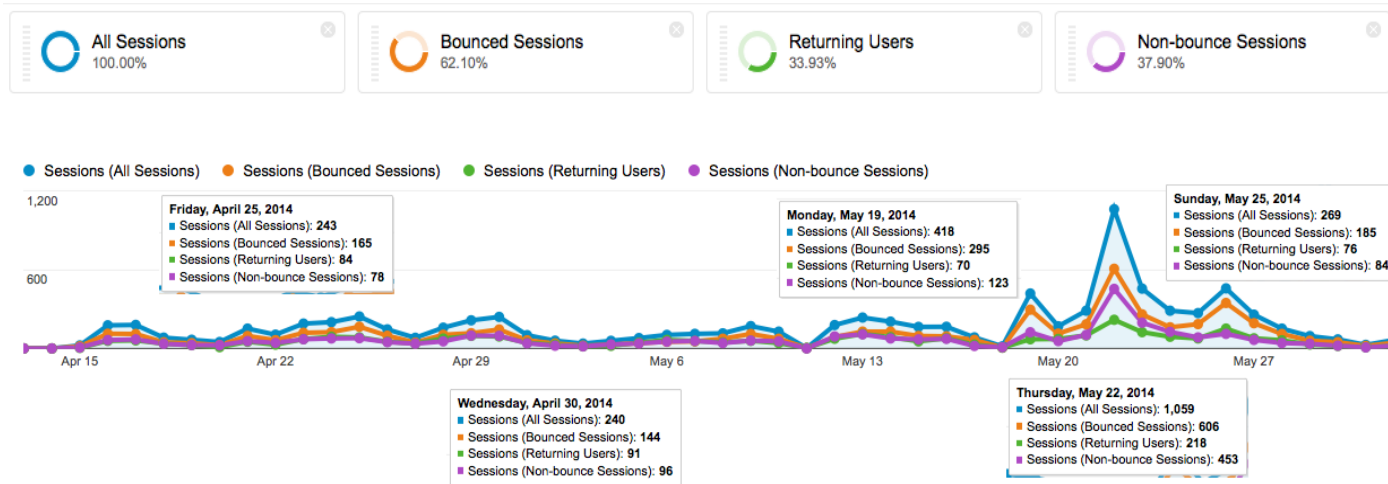 All Sessions
100.00%
Bounced Sessions
62.10%
Returning Users
33.93%
Non-bounce Sessions
37.90%
Sessions (All Sessions)
Sessions (Bounced Sessions)
Sessions (Returning Users)
Sessions (Non-bounce Sessions)
1,200
600
Friday, April 25, 2014
Sessions (All Sessions): 243
Sessions (Bounced Sessions): 165
Sessions (Returning Users): 84
Sessions (Non-bounce Sessions): 78
Monday, May 19, 2014
Sessions (All Sessions): 418
Sessions (Bounced Sessions): 295
Sessions (Returning Users): 70
Sessions (Non-bounce Sessions): 123
Sunday, May 25, 2014
Sessions (All Sessions): 269
Sessions (Bounced Sessions): 185
Sessions (Returning Users): 76
Sessions (Non-bounce Sessions): 84
Apr 15
Apr 22
Apr 29
May 6
May 13
May 20
May 27
Wednesday, April 30, 2014
Sessions (All Sessions): 240
Sessions (Bounced Sessions): 144
Sessions (Returning Users): 91
Sessions (Non-bounce Sessions): 96
Thursday, May 22, 2014
Sessions (All Sessions): 1,059
Sessions (Bounced Sessions): 606
Sessions (Returning Users): 218
Sessions (Non-bounce Sessions): 453